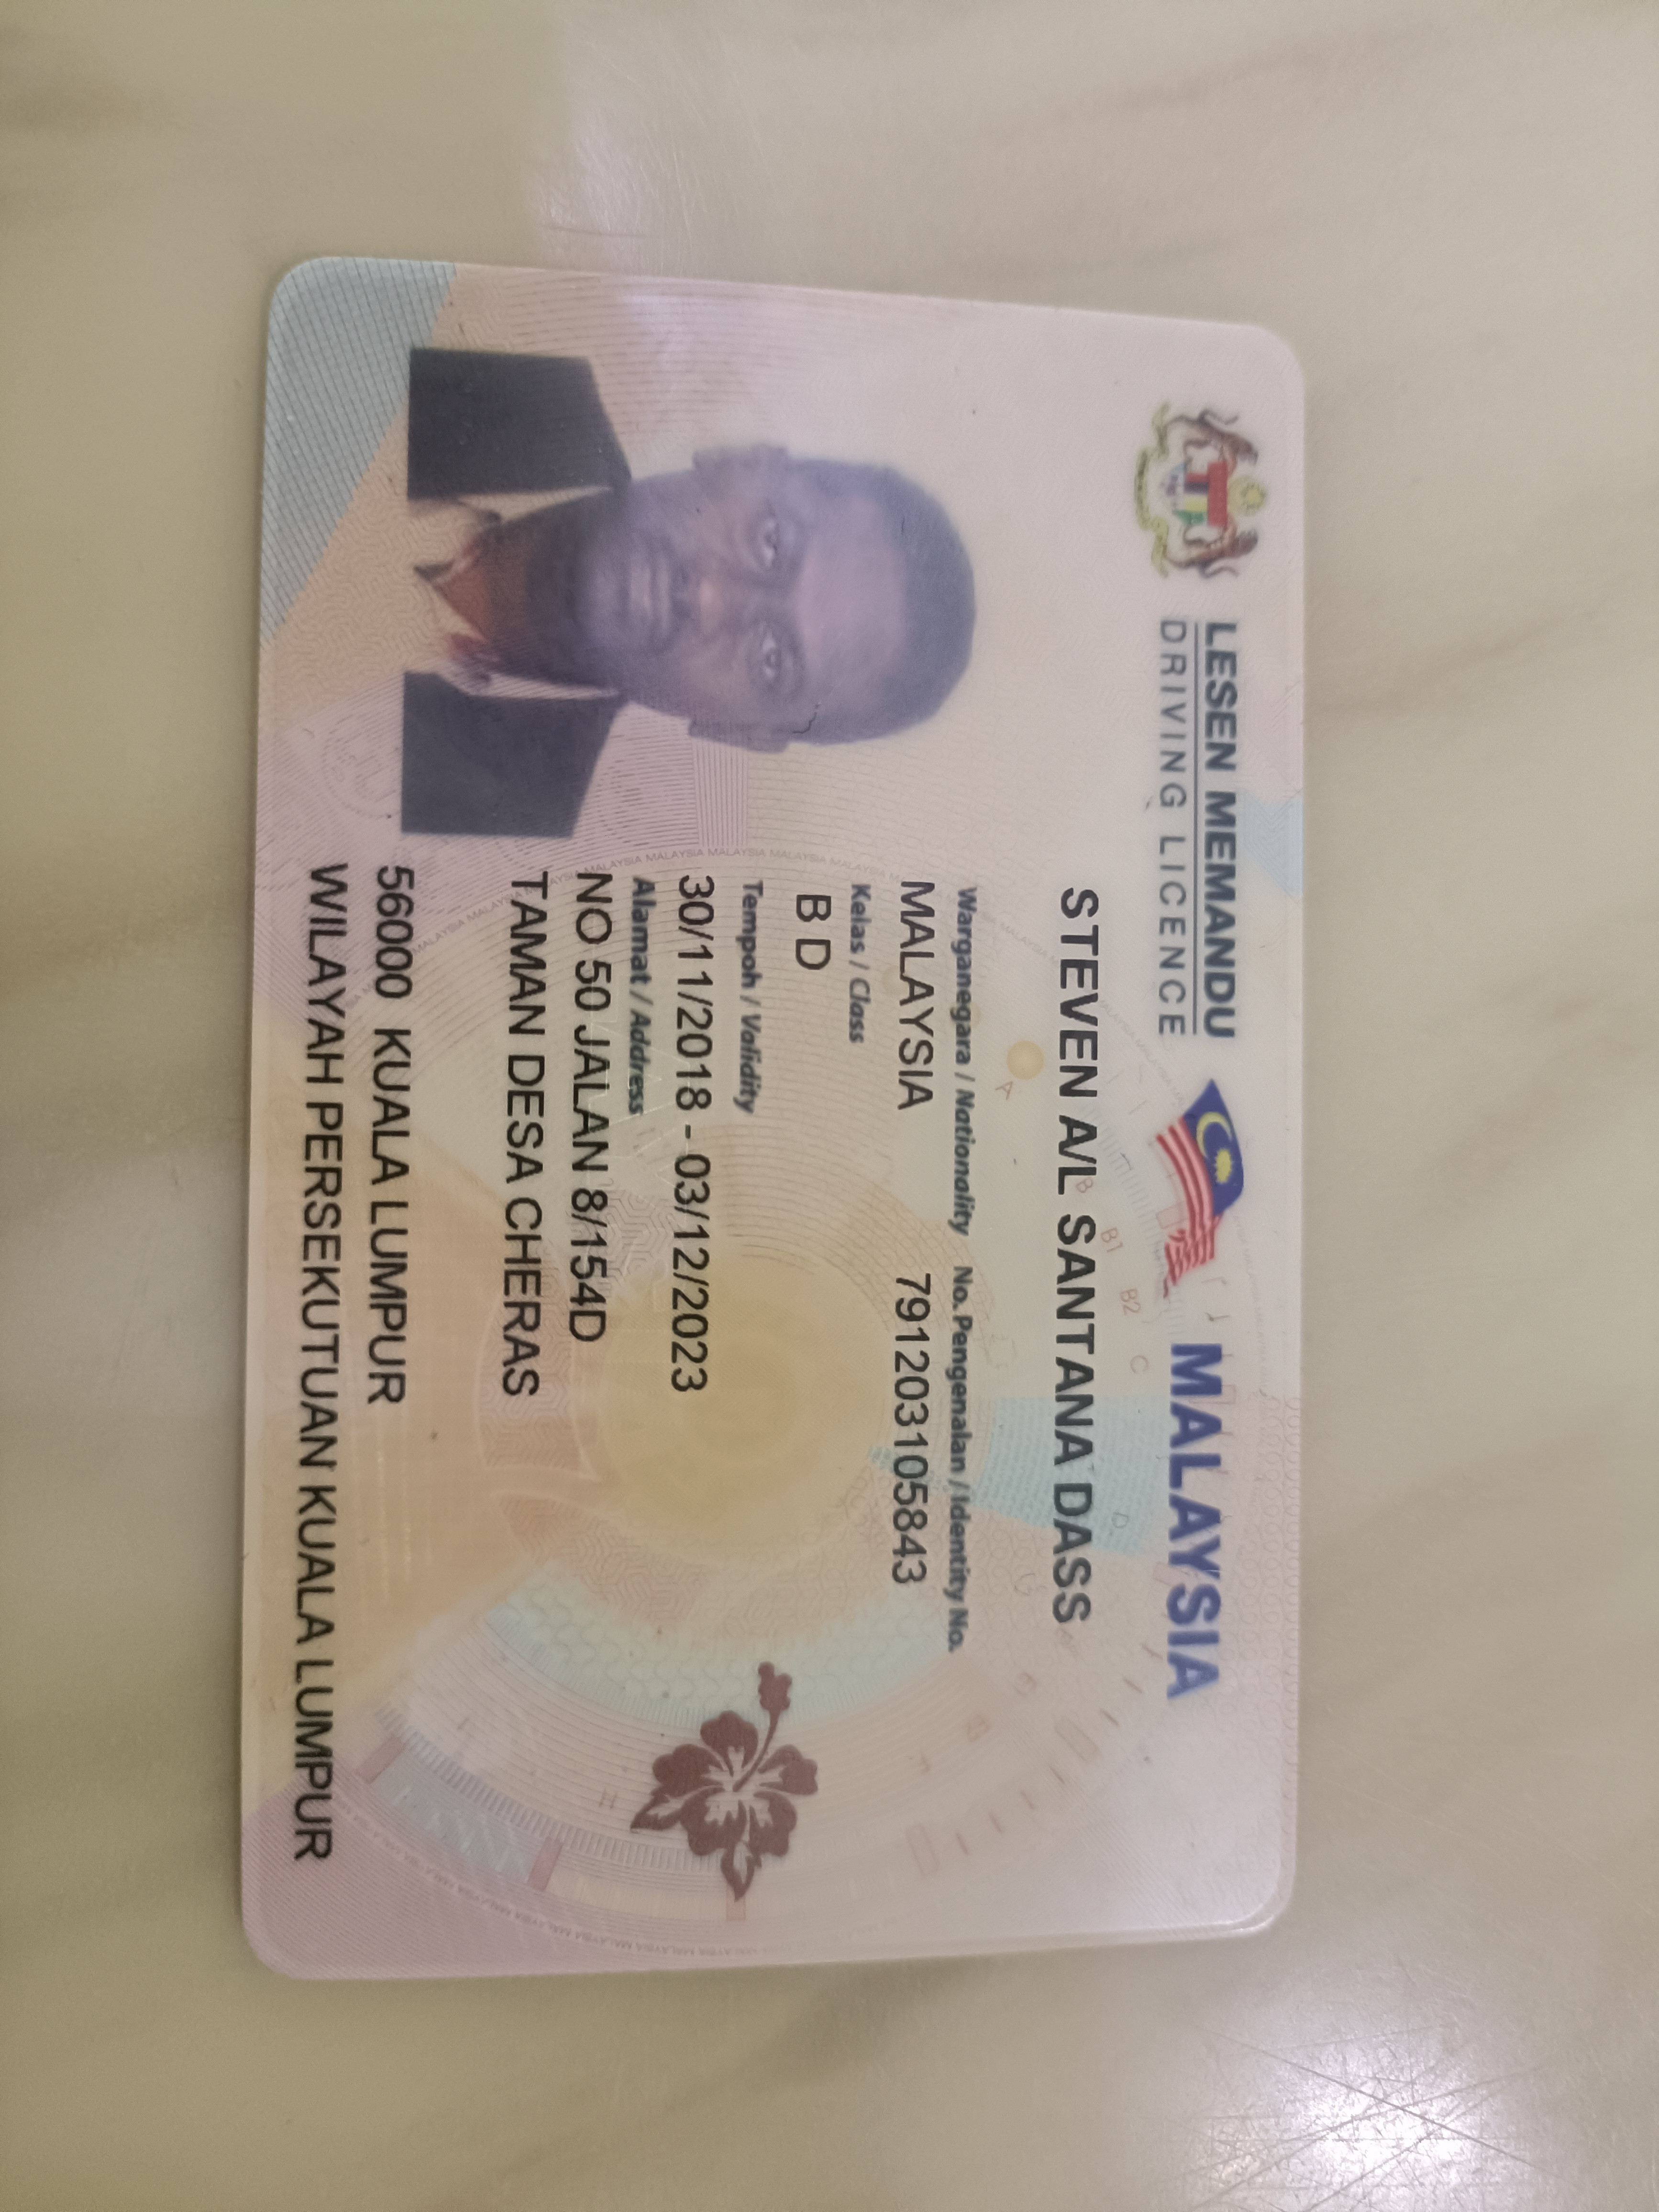 LESEN MEMANDU
DRIVING LICENCE
MALAYSIA
STEVEN A/L SANTANA DASS
Warganegara / Nationality No. Pengenalan / Identity No.
MALAYSIA 791203105843
Kelas / Class
B D
Tempoh / Validity
30/11/2018 - 03/12/2023
Alamat / Address
NO 50 JALAN 8/154D
TAMAN DESA CHERAS
56000 KUALA LUMPUR
WILAYAH PERSEKUTUAN KUALA LUMPUR